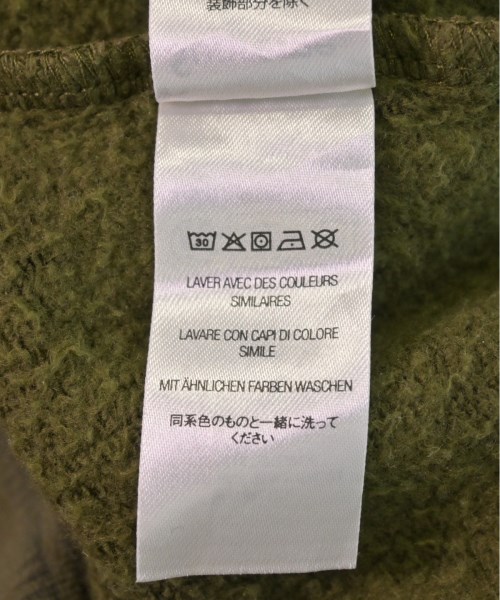 装飾部分を除く
30
LAVER AVEC DES COULEURS
SIMILAIRES
LAVARE CON CAPI DI COLORE
SIMILE
MIT ÄHNLICHEN FARBEN WASCHEN
同系色のものと一緒に洗って
ください